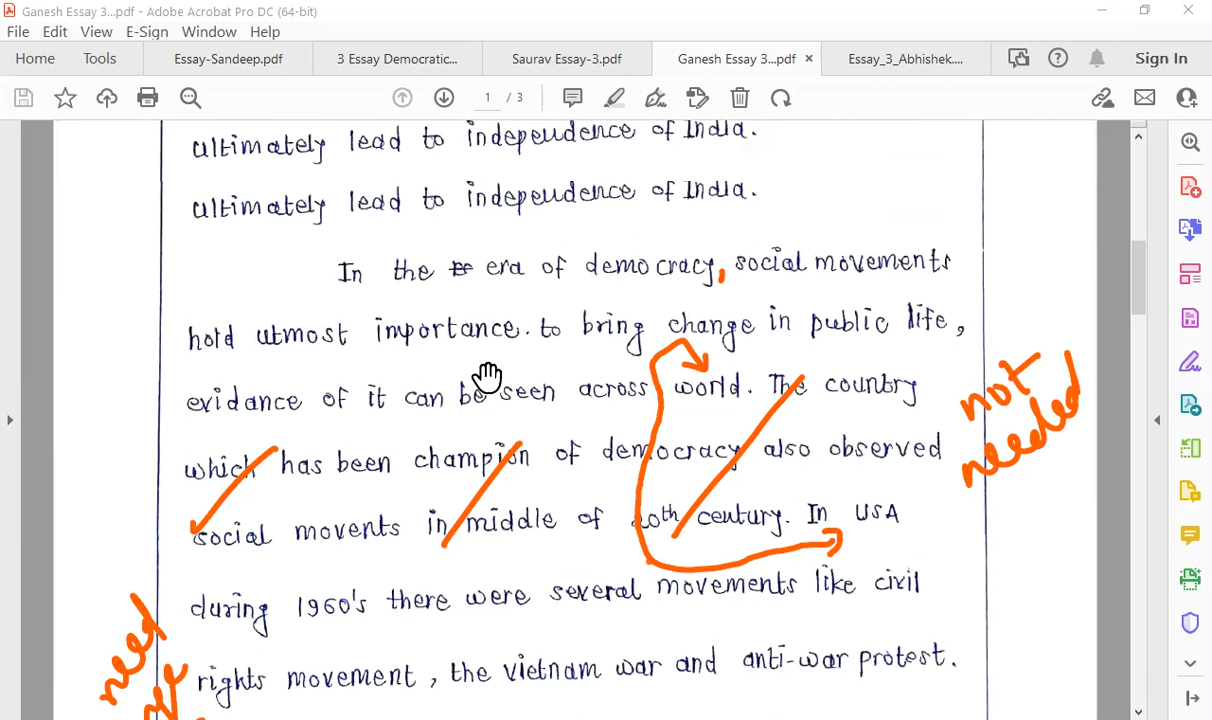 Ganesh Essay 3...pdf - Adobe Acrobat Pro DC (64-bit)
File Edit View E-Sign Window Help
Home Tools Essay-Sandeep.pdf 3 Essay Democratic... Saurav Essay-3.pdf Ganesh Essay 3...pdf × Essay_3_Abhishek.... Sign In
1 / 3
ultimately lead to independence of India.
ultimately lead to independence of India.
In the era of democracy, social movements
hold utmost importance. to bring change in public life,
evidance of it can be seen across world. The country
which has been champion of democracy also observed
social movents in middle of 20th century. In USA
not needed
during 1960's there were several movements like civil
rights movement, the vietnam war and anti-war protest.
need